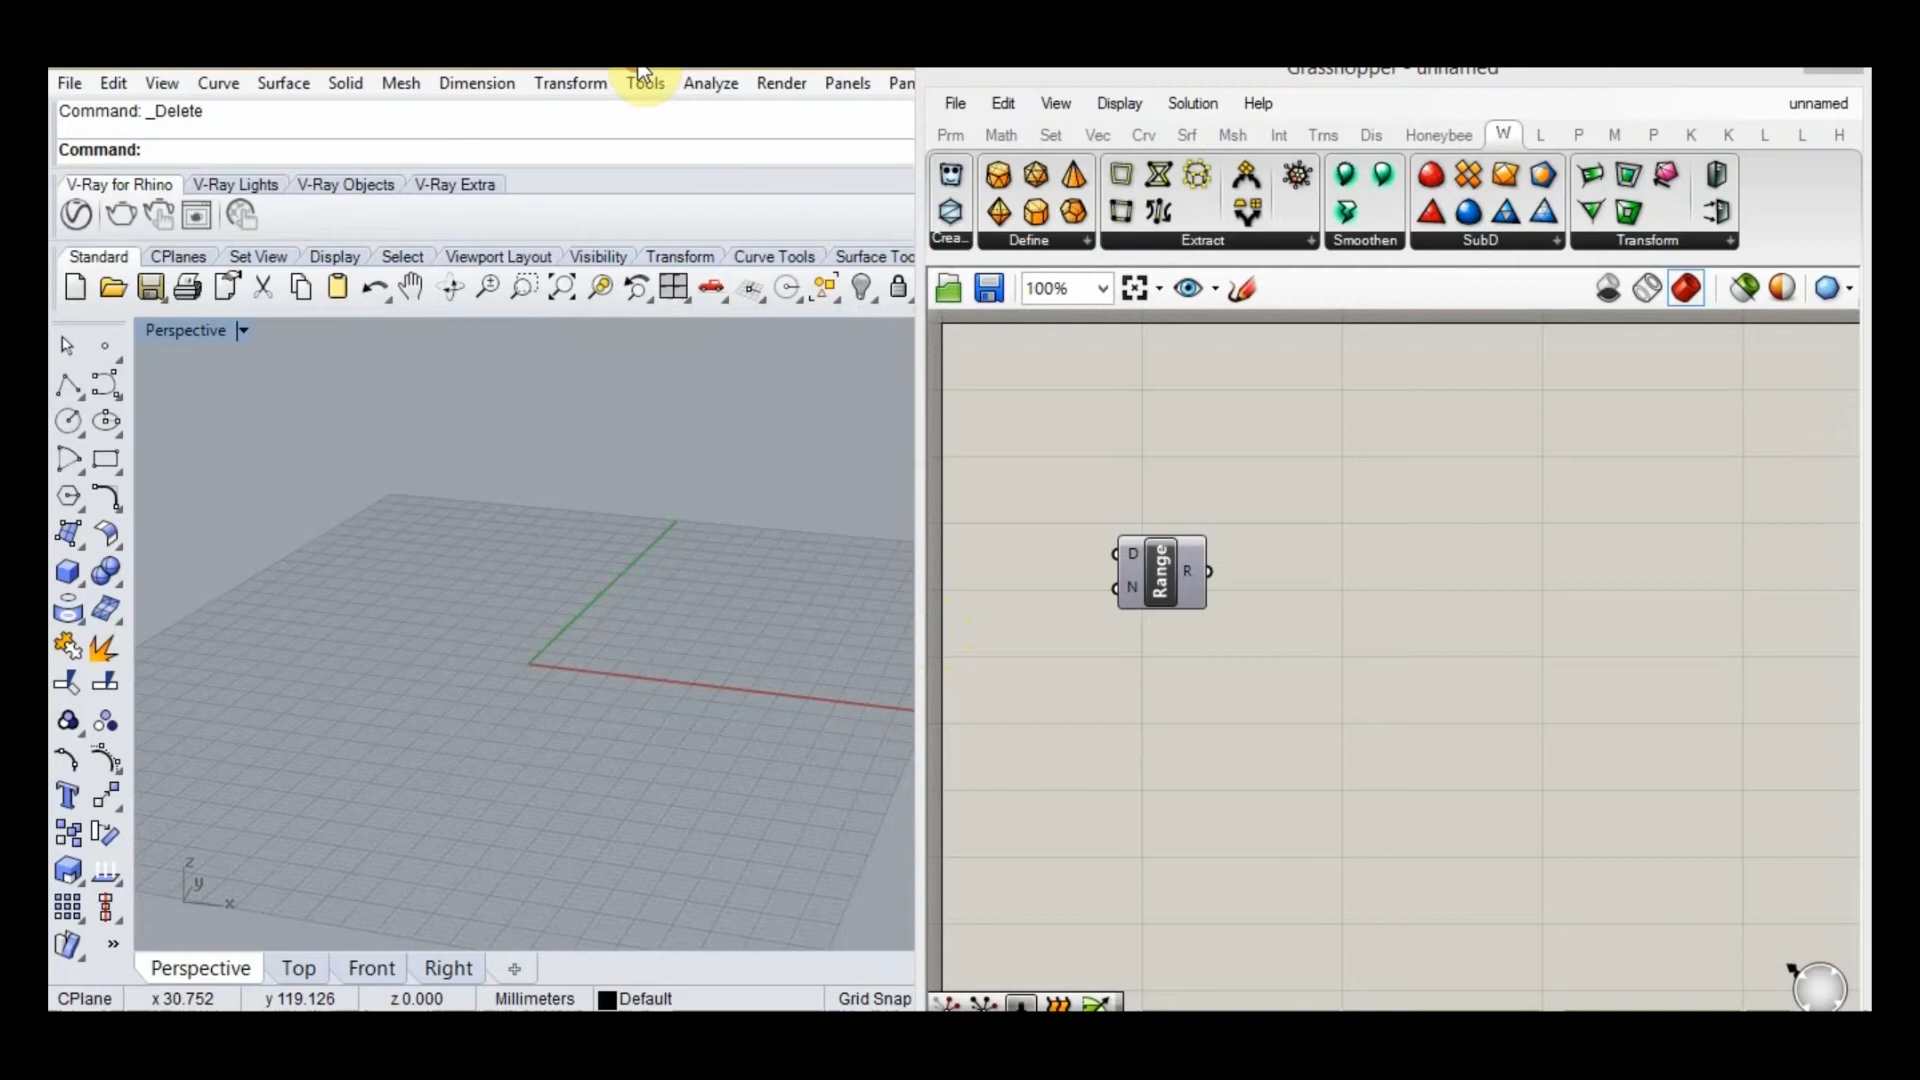 File Edit View Curve Surface Solid Mesh Dimension Transform Tools Analyze Render Panels Pan
Command: _Delete
Command:
V-Ray for Rhino V-Ray Lights V-Ray Objects V-Ray Extra
Standard CPlanes Set View Display Select Viewport Layout Visibility Transform Curve Tools Surface Too
Perspective
z
y
x
Perspective Top Front Right
CPlane x 30.752 y 119.126 z 0.000 Millimeters Default Grid Snap
Grasshopper - unnamed
File Edit View Display Solution Help unnamed
Prm Math Set Vec Crv Srf Msh Int Trns Dis Honeybee W L P M P K K L L H
Crea... Define Extract Smoothen SubD Transform
100%
D
N
Range
R